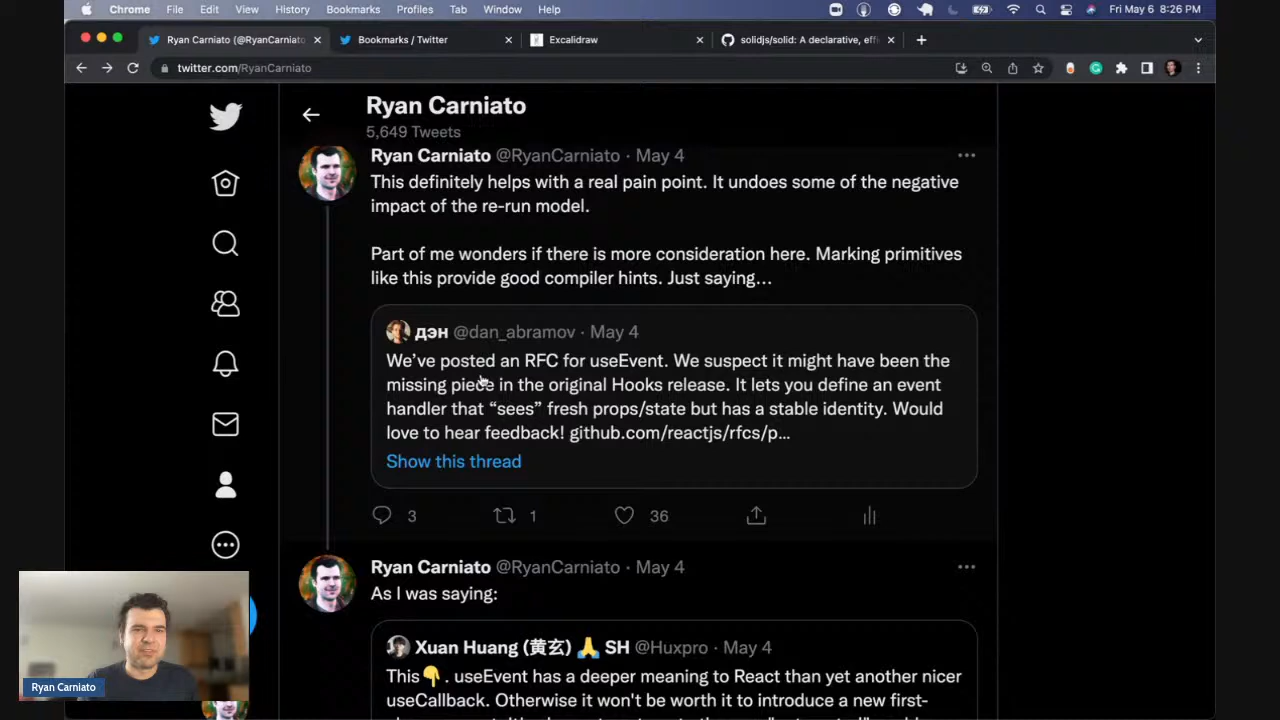 Chrome File Edit View History Bookmarks Profiles Tab Window Help Fri May 6 8:26 PM
Ryan Carniato (@RyanCarniato Bookmarks / Twitter Excalidraw solidjs/solid: A declarative, effi
twitter.com/RyanCarniato
Ryan Carniato
5,649 Tweets
Ryan Carniato @RyanCarniato · May 4
This definitely helps with a real pain point. It undoes some of the negative
impact of the re-run model.
Part of me wonders if there is more consideration here. Marking primitives
like this provide good compiler hints. Just saying…
дэн @dan_abramov · May 4
We’ve posted an RFC for useEvent. We suspect it might have been the
missing piece in the original Hooks release. It lets you define an event
handler that “sees” fresh props/state but has a stable identity. Would
love to hear feedback! github.com/reactjs/rfcs/p…
Show this thread
3 1 36
Ryan Carniato @RyanCarniato · May 4
As I was saying:
Xuan Huang (黄玄) 🙏 SH @Huxpro · May 4
This👇. useEvent has a deeper meaning to React than yet another nicer
useCallback. Otherwise it won't be worth it to introduce a new first-
Ryan Carniato